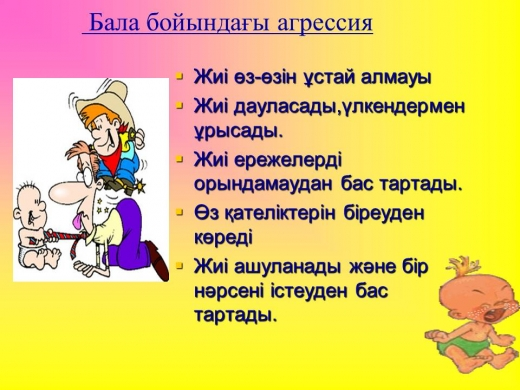 Бала бойындағы агрессия
Жиі өз-өзін ұстай алмауы
Жиі дауласады,үлкендермен
ұрысады.
Жиі ережелерді
орындамаудан бас тартады.
Өз қателіктерін біреуден
көреді
Жиі ашуланады және бір
нәрсені істеуден бас
тартады.